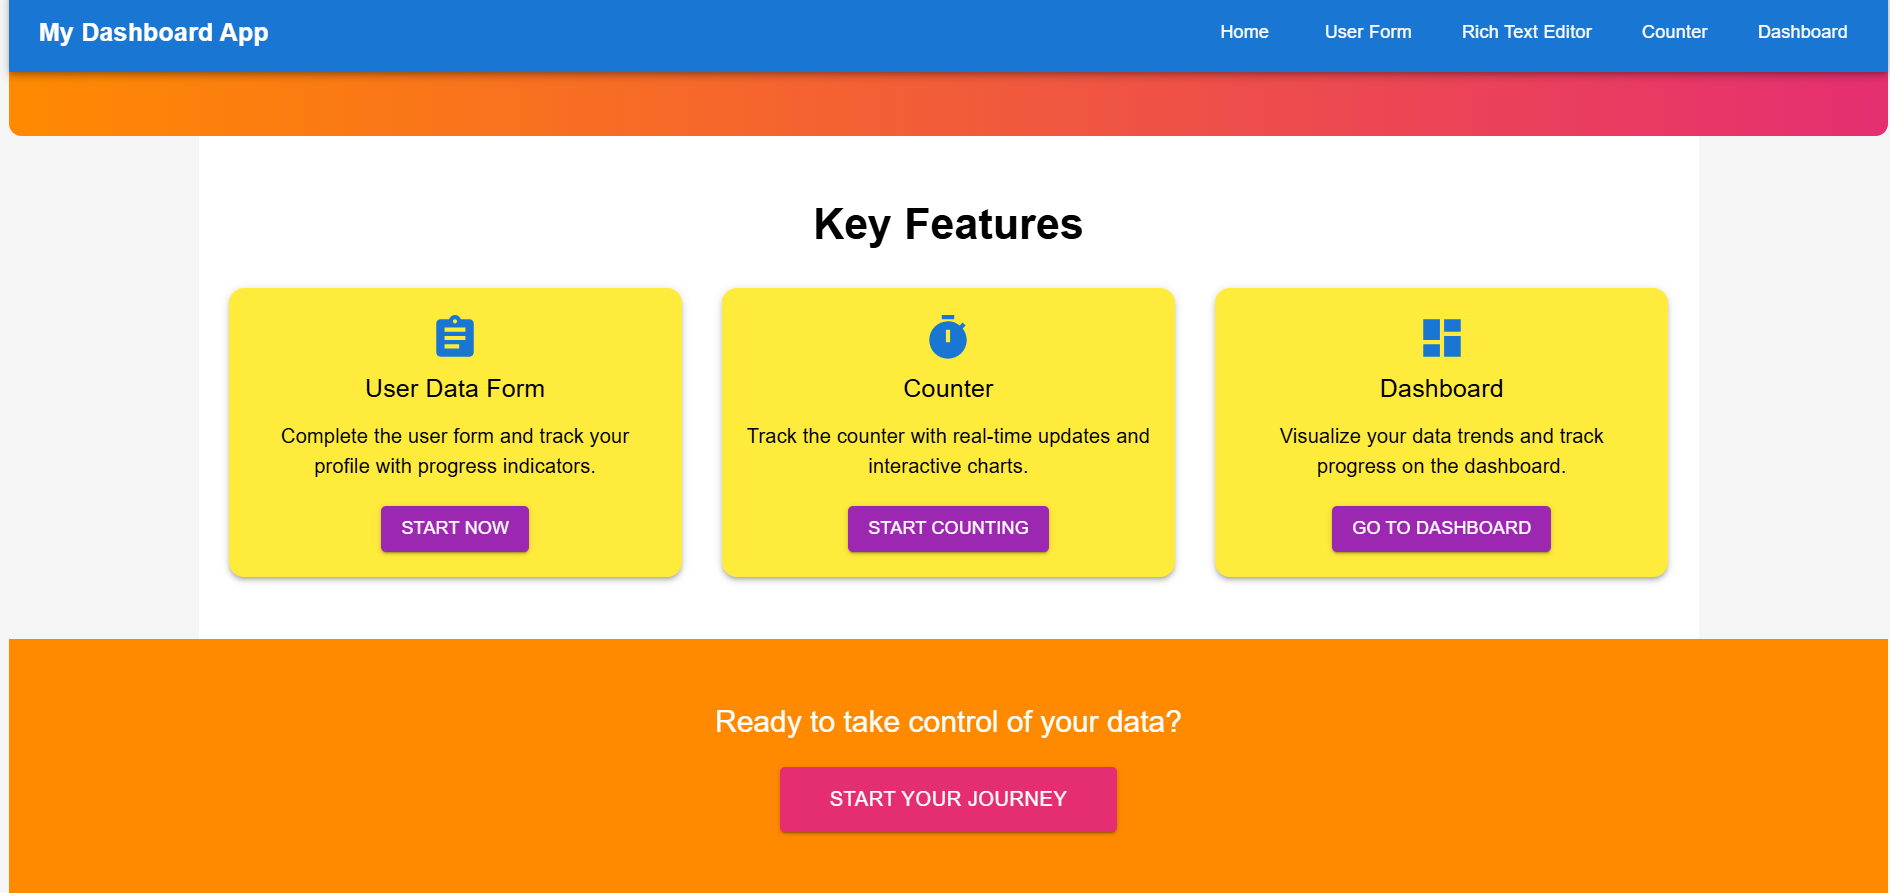 My Dashboard App
Home
User Form
Rich Text Editor
Counter
Dashboard
Key Features
User Data Form
Complete the user form and track your
profile with progress indicators.
START NOW
Counter
Track the counter with real-time updates and
interactive charts.
START COUNTING
Dashboard
Visualize your data trends and track
progress on the dashboard.
GO TO DASHBOARD
Ready to take control of your data?
START YOUR JOURNEY